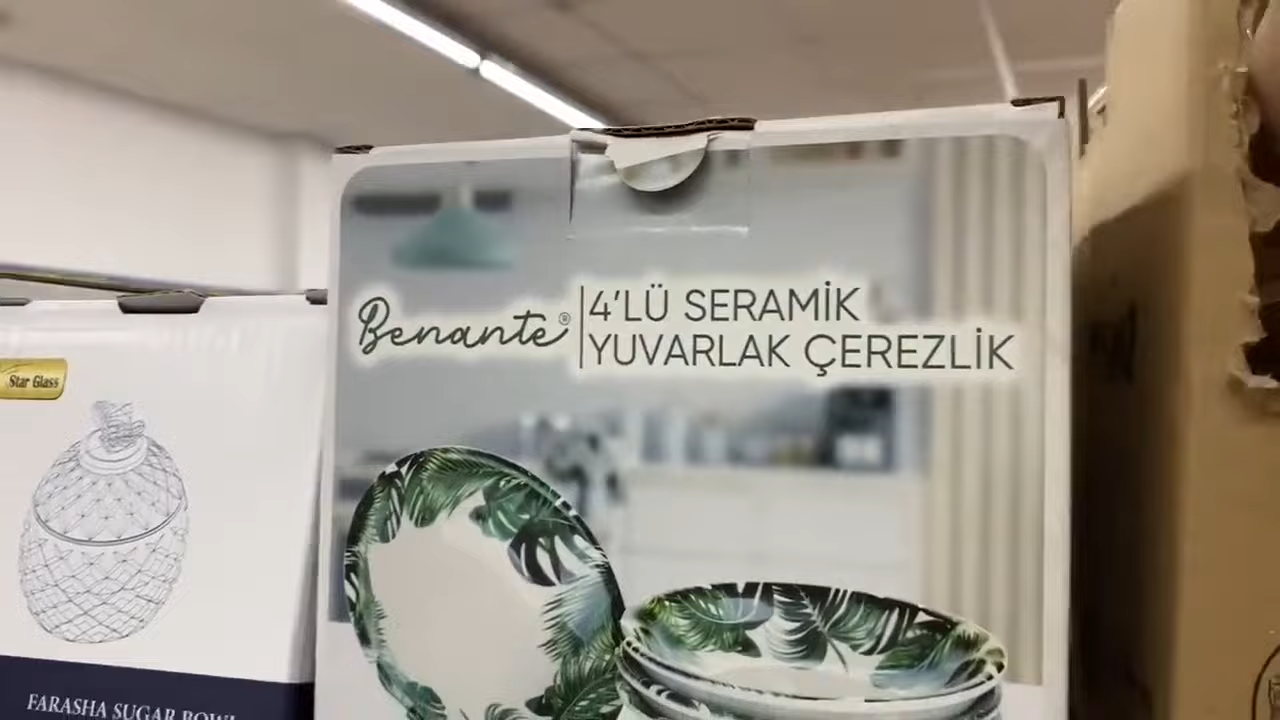 Benante®
4'LÜ SERAMİK
YUVARLAK ÇEREZLİK
Star Glass
FARASHA SUGAR BOWL